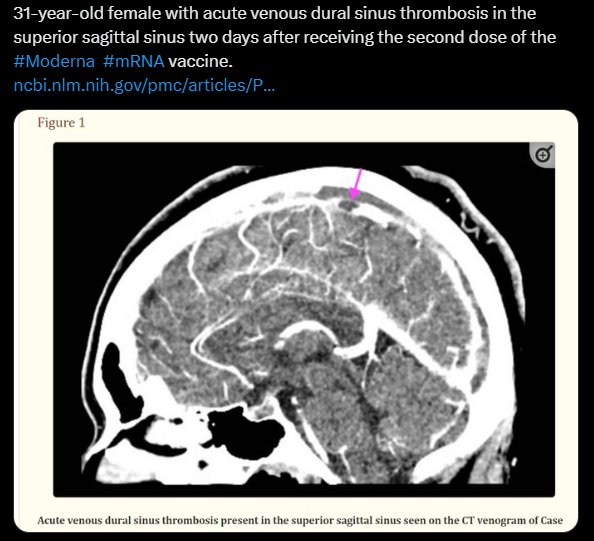 31-year-old female with acute venous dural sinus thrombosis in the
superior sagittal sinus two days after receiving the second dose of the
#Moderna #mRNA vaccine.
ncbi.nlm.nih.gov/pmc/articles/P...
Figure 1
Acute venous dural sinus thrombosis present in the superior sagittal sinus seen on the CT venogram of Case